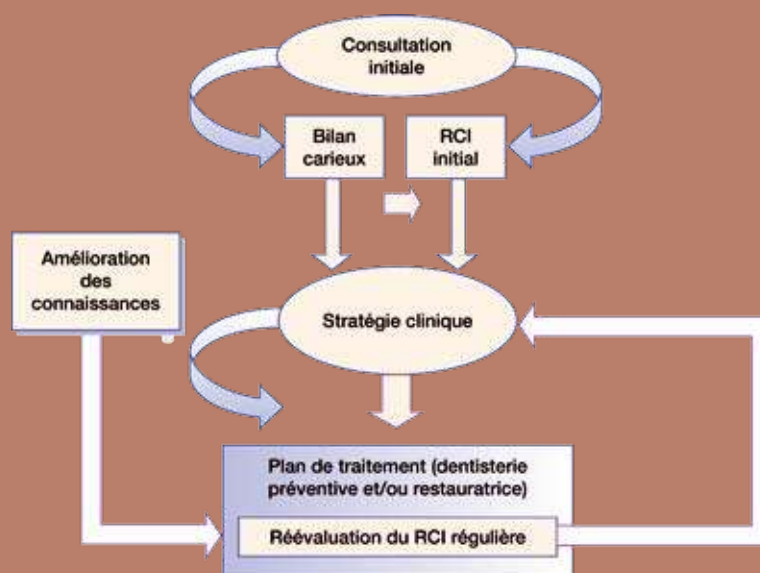 Consultation
initiale
Bilan
carieux
RCI
initial
Amélioration
des
connaissances
Stratégie clinique
Plan de traitement (dentisterie
préventive et/ou restauratrice)
Réévaluation du RCI régulière